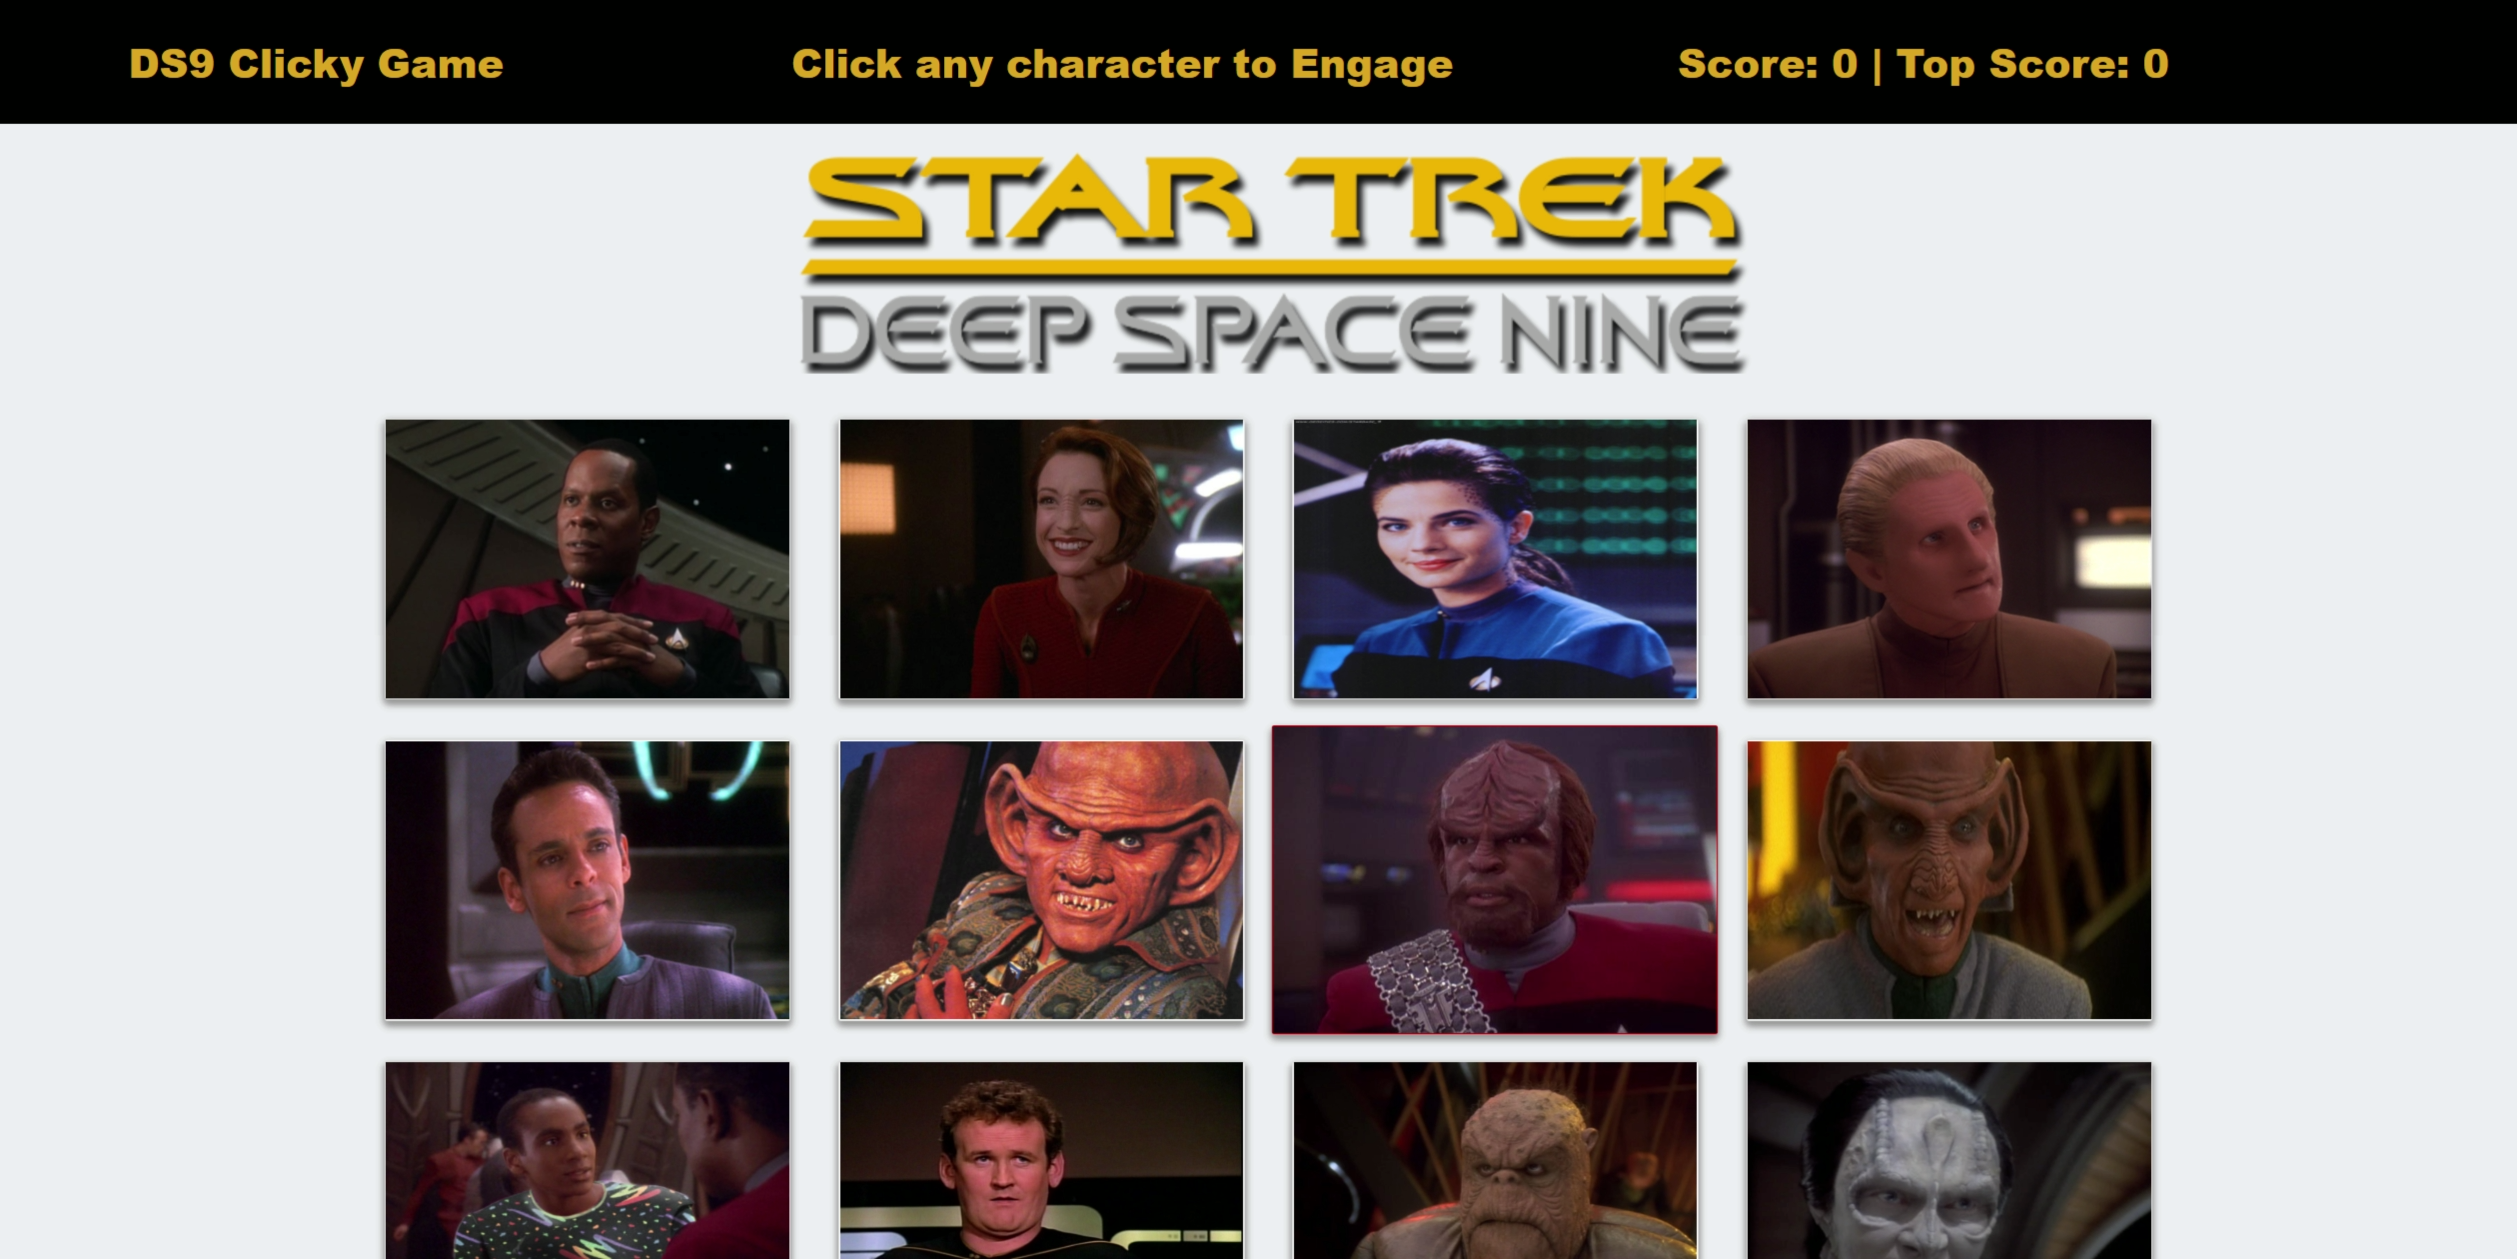 DS9 Clicky Game
Click any character to Engage
Score: 0 | Top Score: 0
STAR TREK
DEEP SPACE NINE